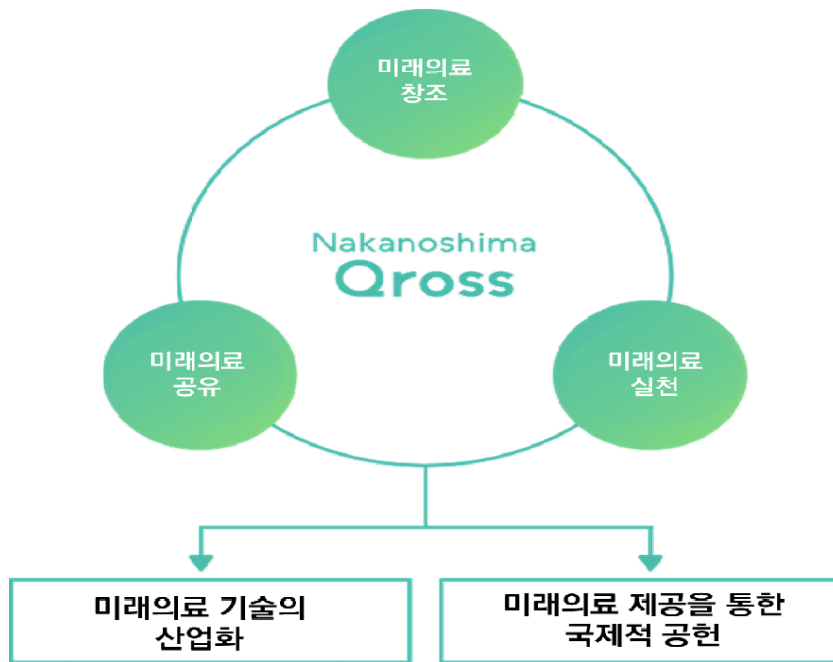 미래의료
창조
Nakanoshima
Qross
미래의료
공유
미래의료
실천
미래의료 기술의
산업화
미래의료 제공을 통한
국제적 공헌